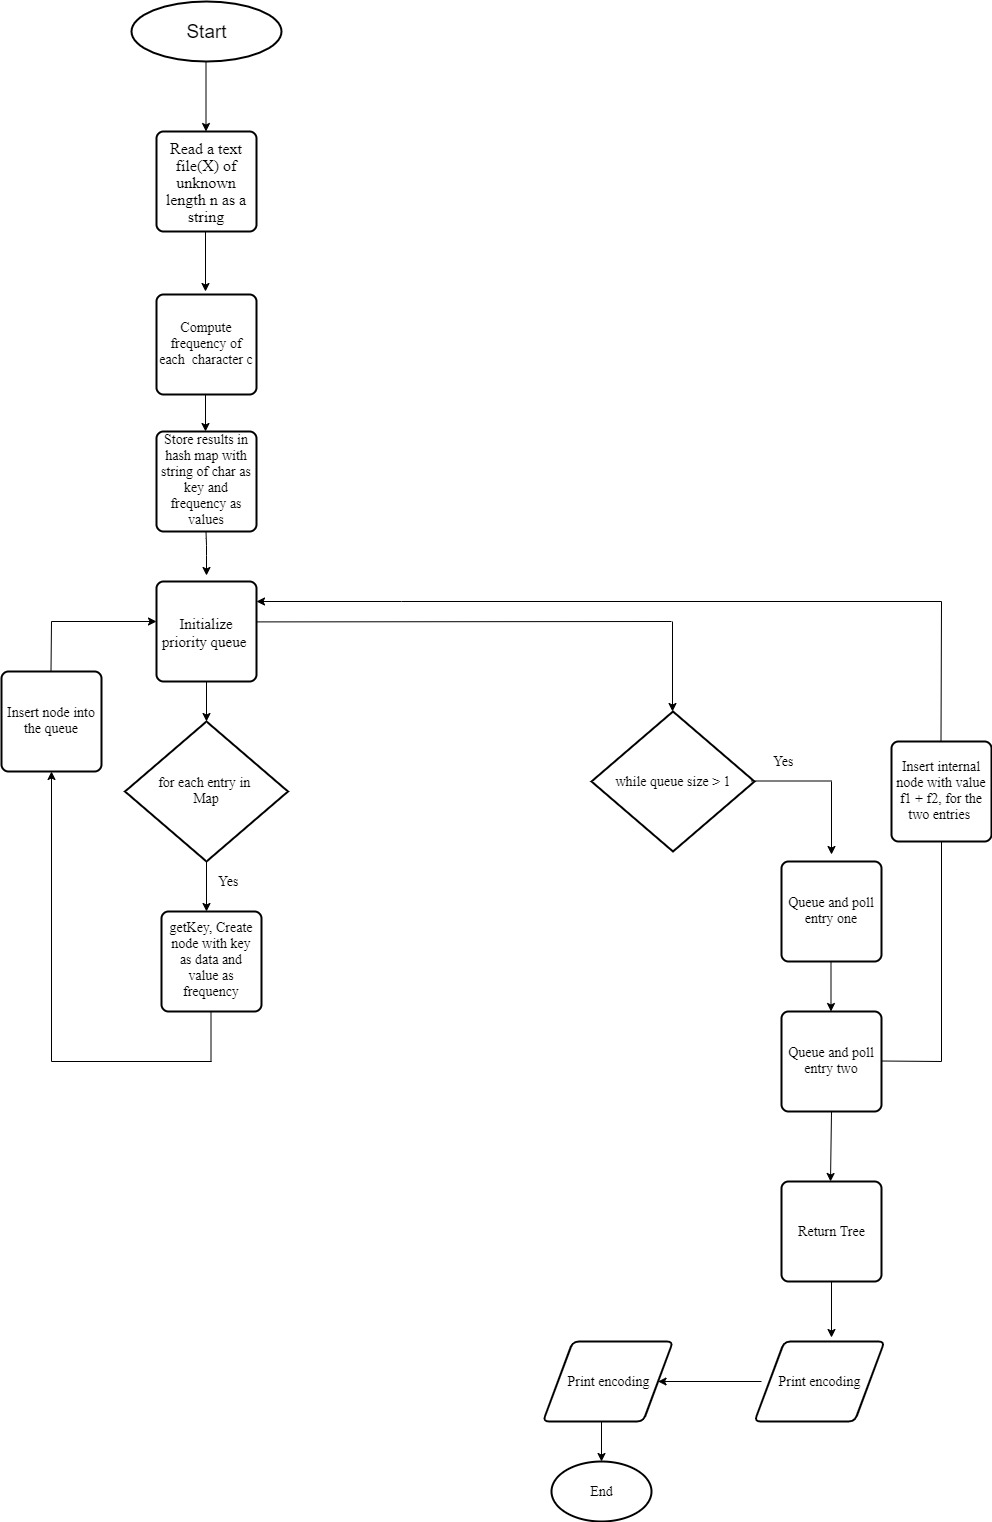 Start
Read a text
file(X) of
unknown
length n as a
string
Compute
frequency of
each character c
Store results in
hash map with
string of char as
key and
frequency as
values
Initialize
priority queue
Insert node into
the queue
for each entry in
Map
Yes
getKey, Create
node with key
as data and
value as
frequency
while queue size > 1
Yes
Insert internal
node with value
f1 + f2, for the
two entries
Queue and poll
entry one
Queue and poll
entry two
Return Tree
Print encoding
Print encoding
End